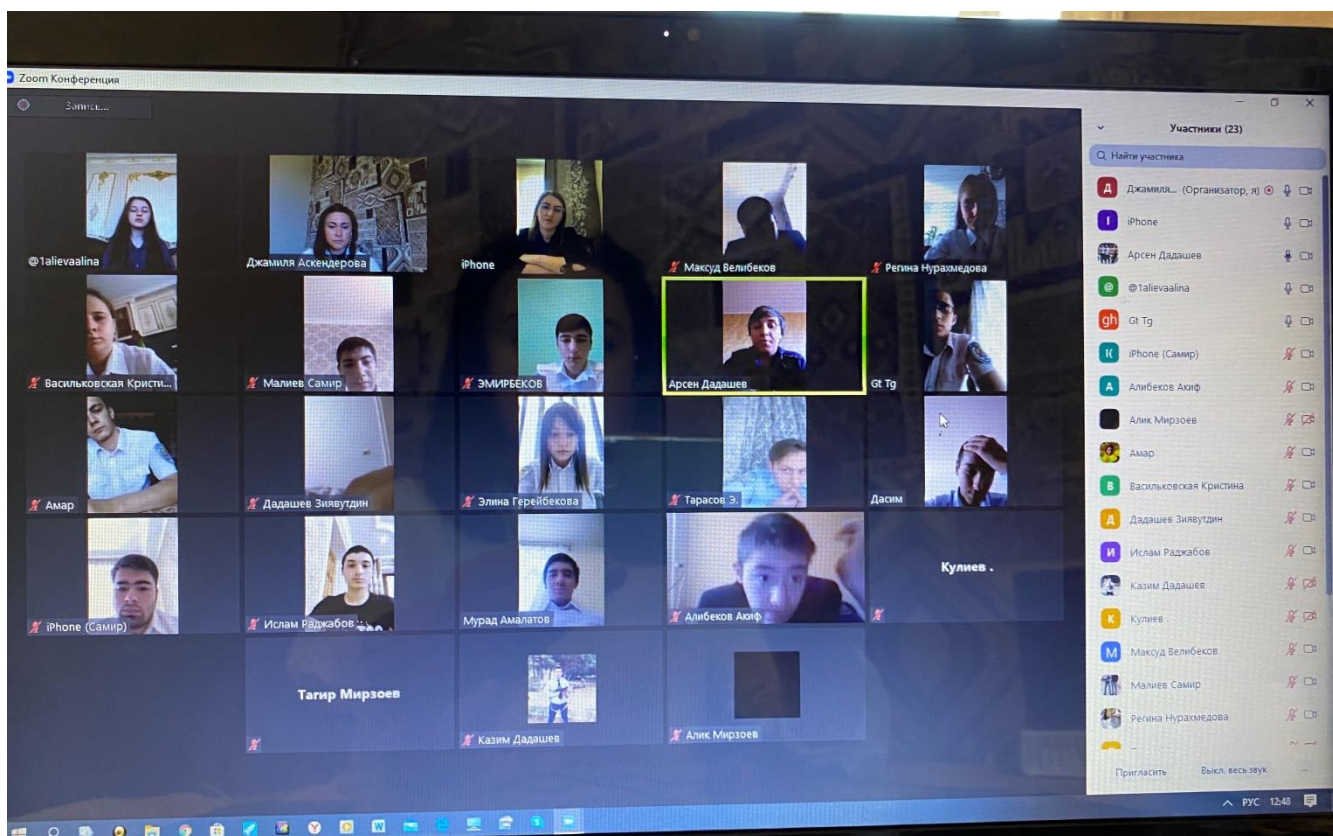 Zoom Конференция
Запись...
@1alievaalina
Джамиля Аскендерова
iPhone
Максуд Велибеков
Регина Нурахмедова
Васильковская Кристи...
Малиев Самир
ЭМИРБЕКОВ
Арсен Дадашев
Gt Tg
Амар
Дадашев Зиявутдин
Элина Герейбекова
Тарасов Э.
Дасим
iPhone (Самир)
Ислам Раджабов
Мурад Амалатов
Алибеков Акиф
Кулиев .
Тагир Мирзоев
Казим Дадашев
Алик Мирзоев
Участники (23)
Найти участника
Д Джамиля... (Организатор, я)
I iPhone
Арсен Дадашев
@ @1alievaalina
gh Gt Tg
I( iPhone (Самир)
А Алибеков Акиф
Алик Мирзоев
Амар
В Васильковская Кристина
Д Дадашев Зиявутдин
И Ислам Раджабов
Казим Дадашев
К Кулиев .
М Максуд Велибеков
Малиев Самир
Регина Нурахмедова
Пригласить Выкл. весь звук ...
РУС 12:48